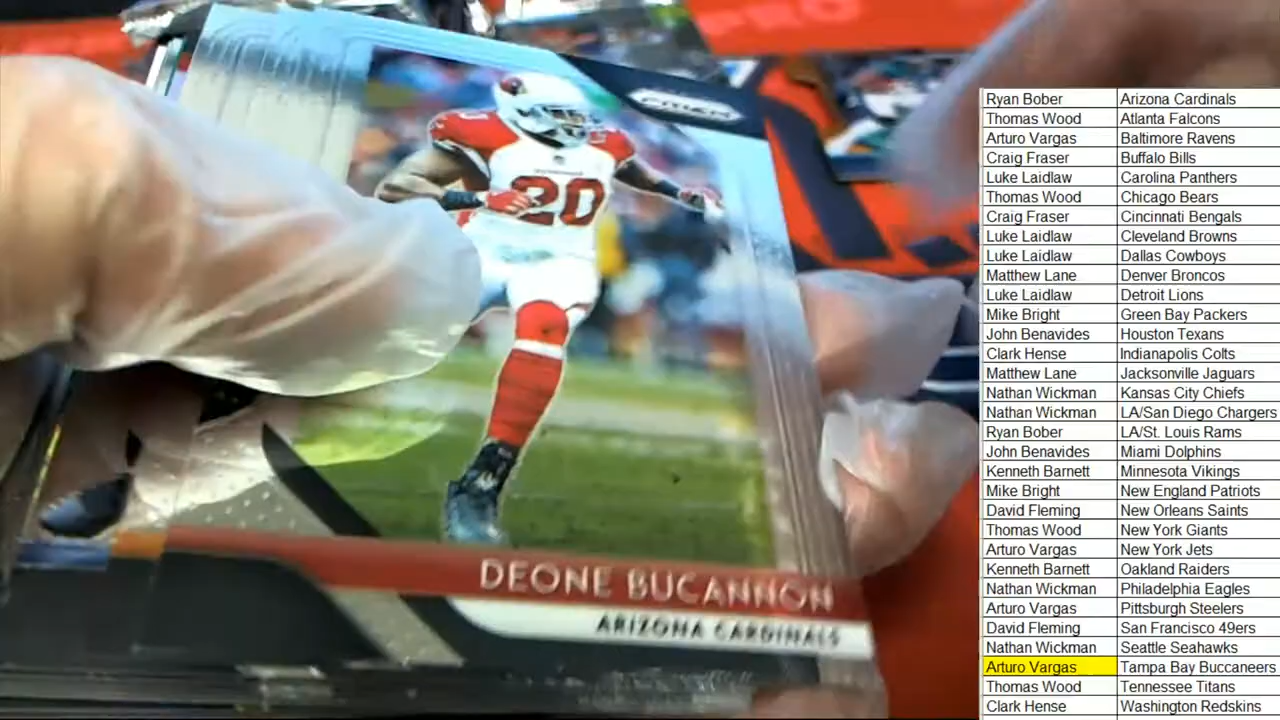 PRO
PRIZM
20
20
DEONE BUCANNON
ARIZONA CARDINALS
Ryan Bober Arizona Cardinals
Thomas Wood Atlanta Falcons
Arturo Vargas Baltimore Ravens
Craig Fraser Buffalo Bills
Luke Laidlaw Carolina Panthers
Thomas Wood Chicago Bears
Craig Fraser Cincinnati Bengals
Luke Laidlaw Cleveland Browns
Luke Laidlaw Dallas Cowboys
Matthew Lane Denver Broncos
Luke Laidlaw Detroit Lions
Mike Bright Green Bay Packers
John Benavides Houston Texans
Clark Hense Indianapolis Colts
Matthew Lane Jacksonville Jaguars
Nathan Wickman Kansas City Chiefs
Nathan Wickman LA/San Diego Chargers
Ryan Bober LA/St. Louis Rams
John Benavides Miami Dolphins
Kenneth Barnett Minnesota Vikings
Mike Bright New England Patriots
David Fleming New Orleans Saints
Thomas Wood New York Giants
Arturo Vargas New York Jets
Kenneth Barnett Oakland Raiders
Nathan Wickman Philadelphia Eagles
Arturo Vargas Pittsburgh Steelers
David Fleming San Francisco 49ers
Nathan Wickman Seattle Seahawks
Arturo Vargas Tampa Bay Buccaneers
Thomas Wood Tennessee Titans
Clark Hense Washington Redskins